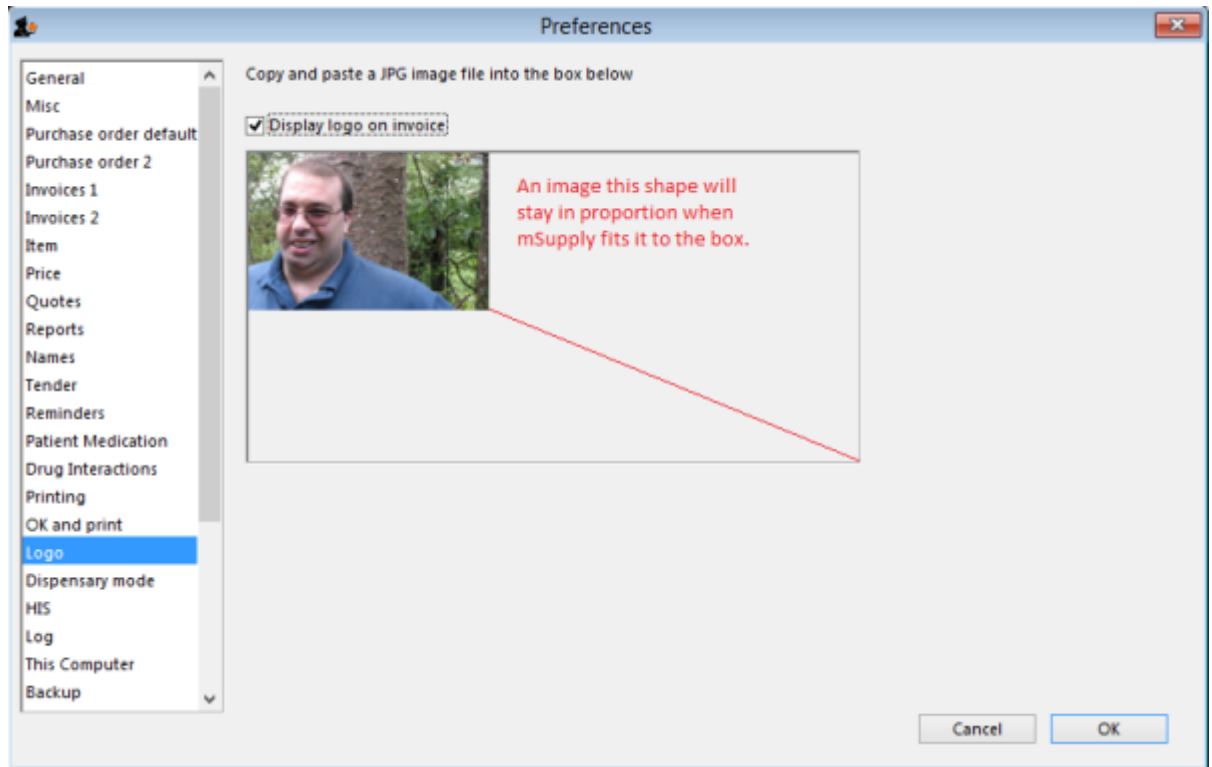 Preferences
General
Misc
Purchase order default
Purchase order 2
Invoices 1
Invoices 2
Item
Price
Quotes
Reports
Names
Tender
Reminders
Patient Medication
Drug Interactions
Printing
OK and print
Logo
Dispensary mode
HIS
Log
This Computer
Backup
Copy and paste a JPG image file into the box below
Display logo on invoice
An image this shape will
stay in proportion when
mSupply fits it to the box.
Cancel
OK